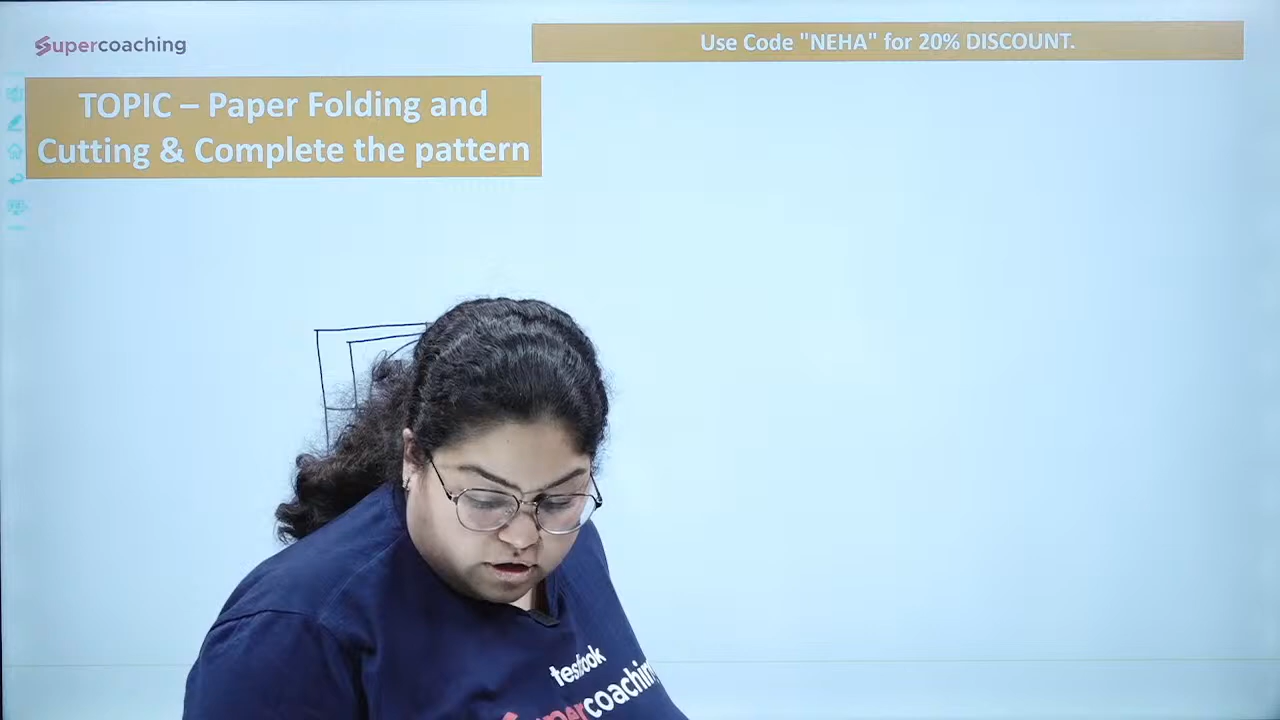 Supercoaching
Use Code "NEHA" for 20% DISCOUNT.
TOPIC – Paper Folding and
Cutting & Complete the pattern
testbook
Supercoaching